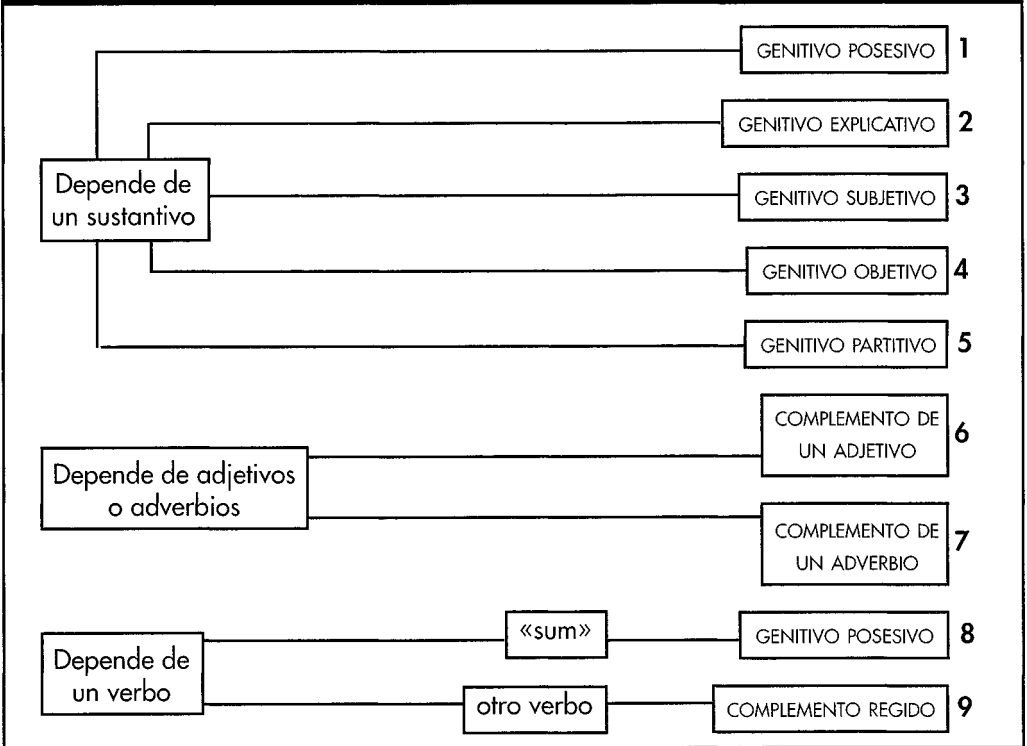 GENITIVO POSESIVO 1
GENITIVO EXPLICATIVO 2
Depende de
un sustantivo
GENITIVO SUBJETIVO 3
GENITIVO OBJETIVO 4
GENITIVO PARTITIVO 5
COMPLEMENTO DE
UN ADJETIVO
6
Depende de adjetivos
o adverbios
COMPLEMENTO DE
UN ADVERBIO
7
Depende de
un verbo
«sum»
GENITIVO POSESIVO 8
otro verbo
COMPLEMENTO REGIDO 9